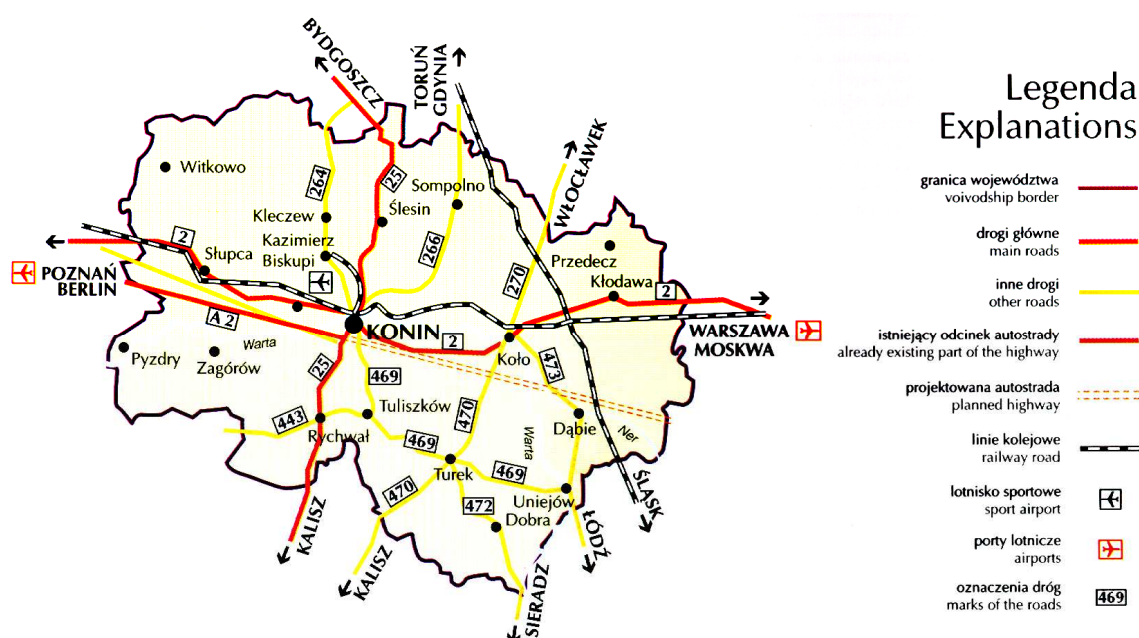 BYDGOSZCZ
TORUŃ
GDYNIA
WŁOCŁAWEK
Witkowo
264
25
Sompolno
Kleczew
Ślesin
Kazimierz
Biskupi
266
2
Słupca
POZNAŃ
BERLIN
270
Przedecz
Kłodawa
2
A 2
KONIN
2
WARSZAWA
MOSKWA
Warta
Pyzdry
Zagórów
Koło
25
469
473
443
Tuliszków
Rychwał
470
469
Warta
Dąbie
Ner
Turek
469
470
472
Uniejów
Dobra
ŚLĄSK
ŁÓDŹ
KALISZ
KALISZ
SIERADZ
Legenda
Explanations
granica województwa
voivodship border
drogi główne
main roads
inne drogi
other roads
istniejący odcinek autostrady
already existing part of the highway
projektowana autostrada
planned highway
linie kolejowe
railway road
lotnisko sportowe
sport airport
porty lotnicze
airports
oznaczenia dróg
marks of the roads
469